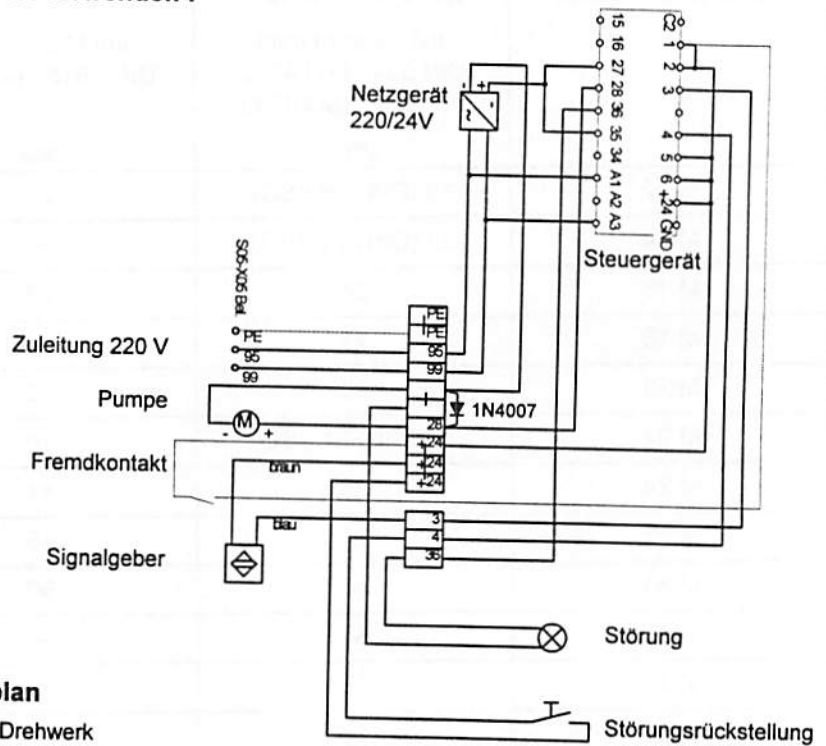 15
16
27
28
36
35
34
A1
A2
A3
C2
1
2
3
4
5
6
+24
GND
Netzgerät
220/24V
- +
Steuergerät
S05-X05 Bel.
PE
PE
Zuleitung 220 V
PE
95
95
99
99
Pumpe
1N4007
M
- +
28
+24
Fremdkontakt
braun
+24
+24
blau
3
4
36
Signalgeber
Störung
plan
Drehwerk
Störungsrückstellung